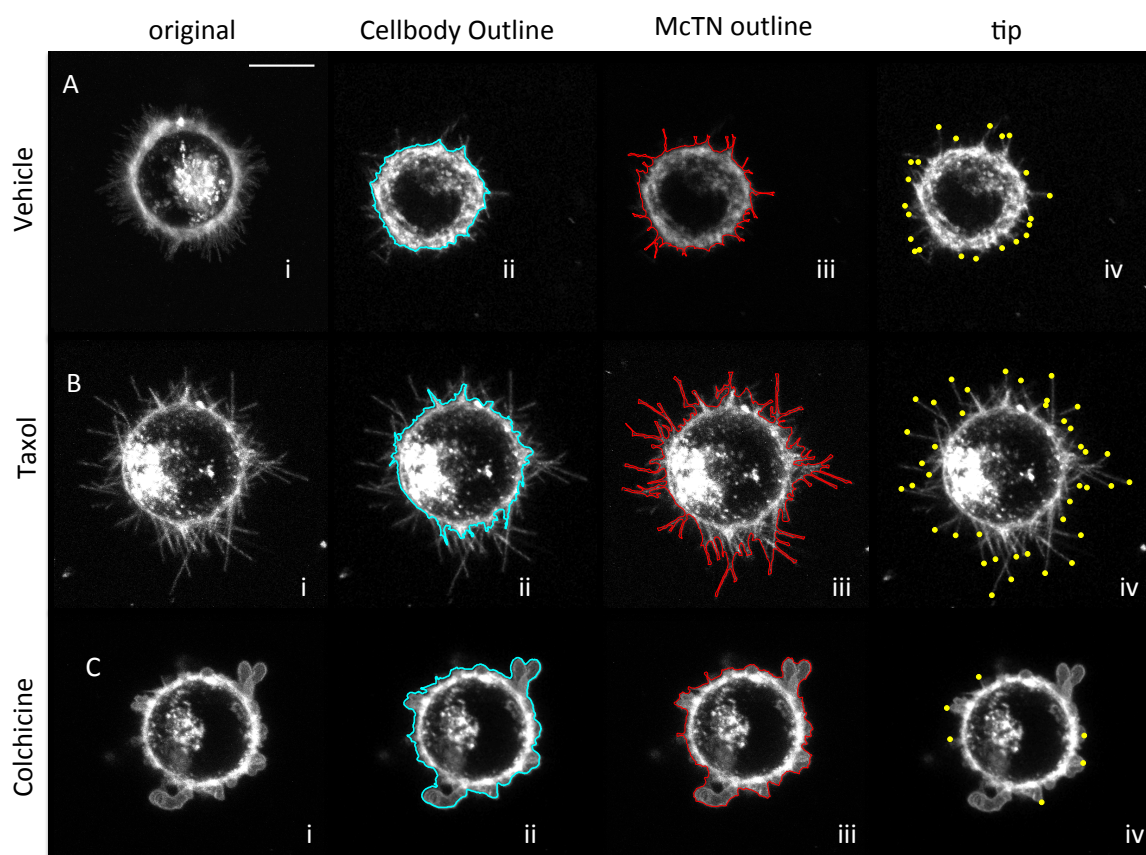 original Cellbody Outline McTN outline tip
Vehicle
A
i ii iii iv
Taxol
B
i ii iii iv
Colchicine
C
i ii iii iv